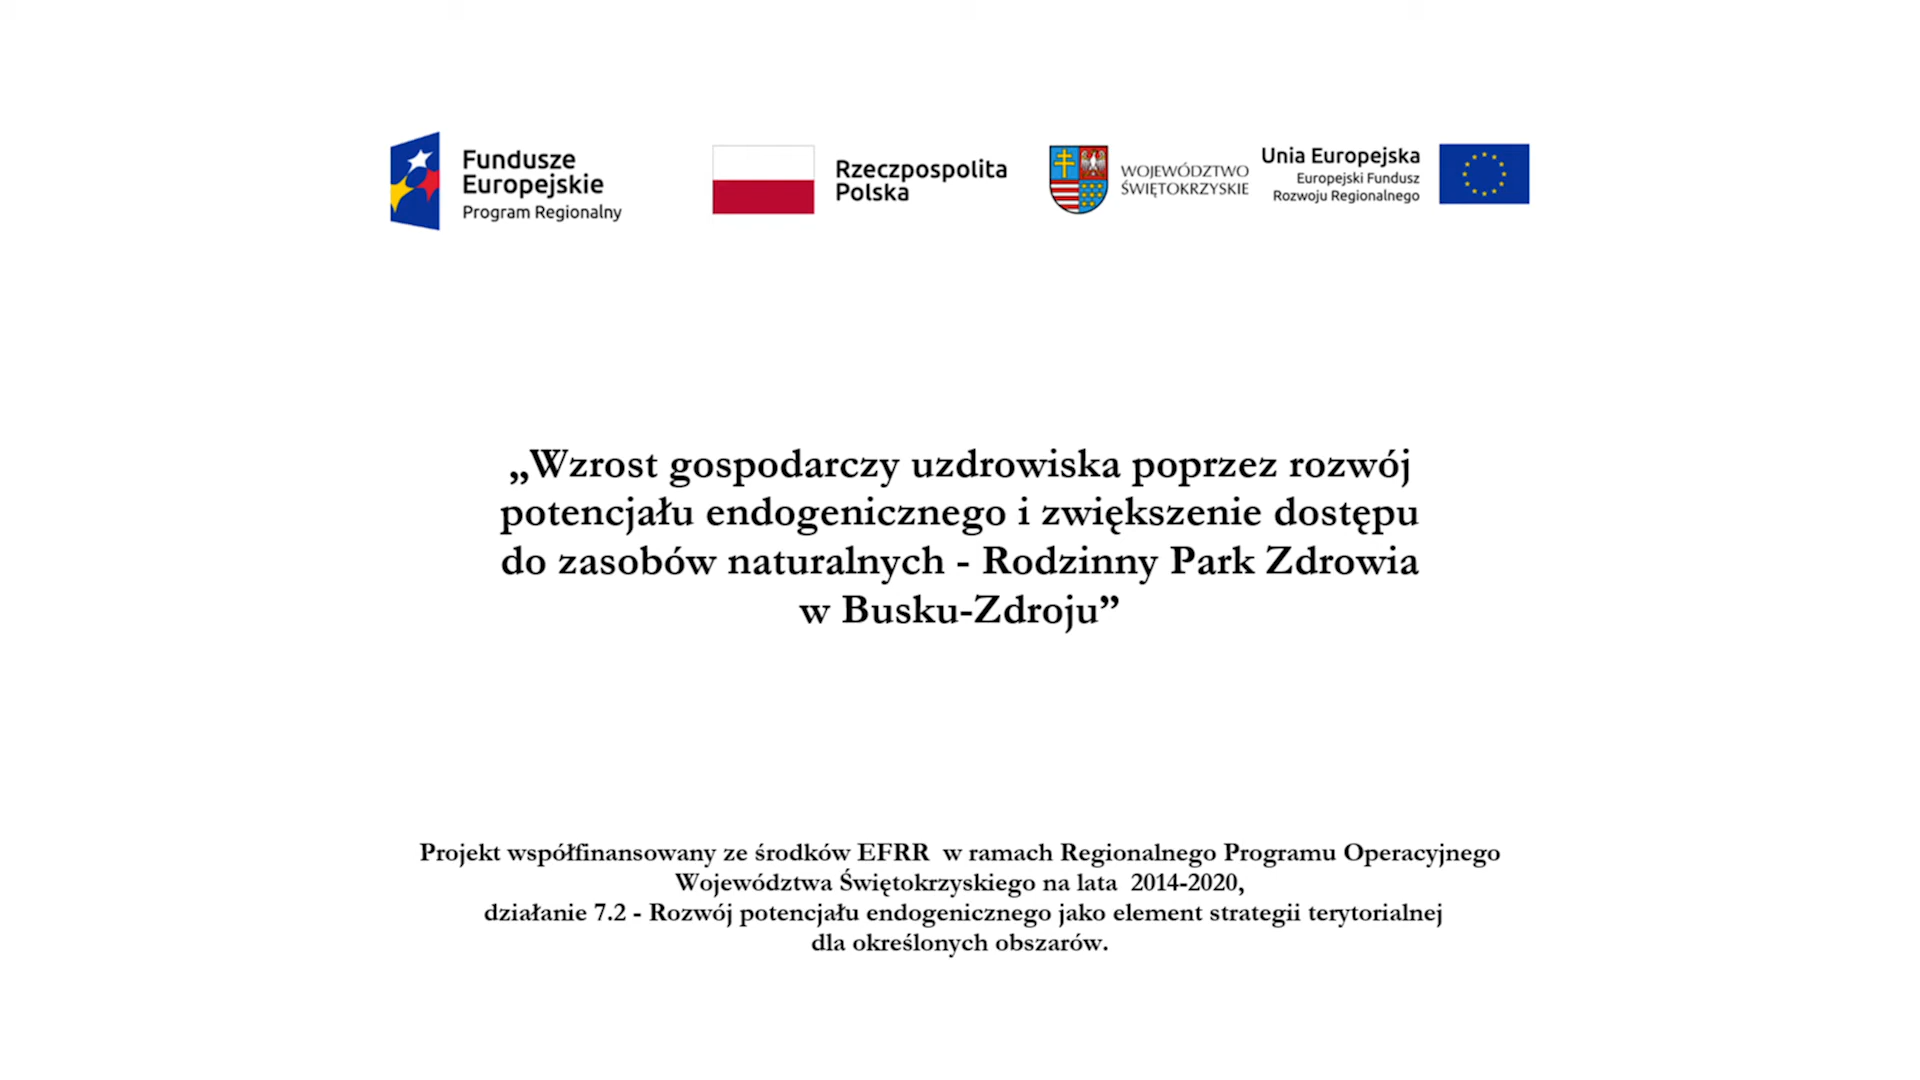 Fundusze
Europejskie
Program Regionalny
Rzeczpospolita
Polska
WOJEWÓDZTWO
ŚWIĘTOKRZYSKIE
Unia Europejska
Europejski Fundusz
Rozwoju Regionalnego
„Wzrost gospodarczy uzdrowiska poprzez rozwój
potencjału endogenicznego i zwiększenie dostępu
do zasobów naturalnych - Rodzinny Park Zdrowia
w Busku-Zdroju”
Projekt współfinansowany ze środków EFRR  w ramach Regionalnego Programu Operacyjnego
Województwa Świętokrzyskiego na lata  2014-2020,
działanie 7.2 - Rozwój potencjału endogenicznego jako element strategii terytorialnej
dla określonych obszarów.